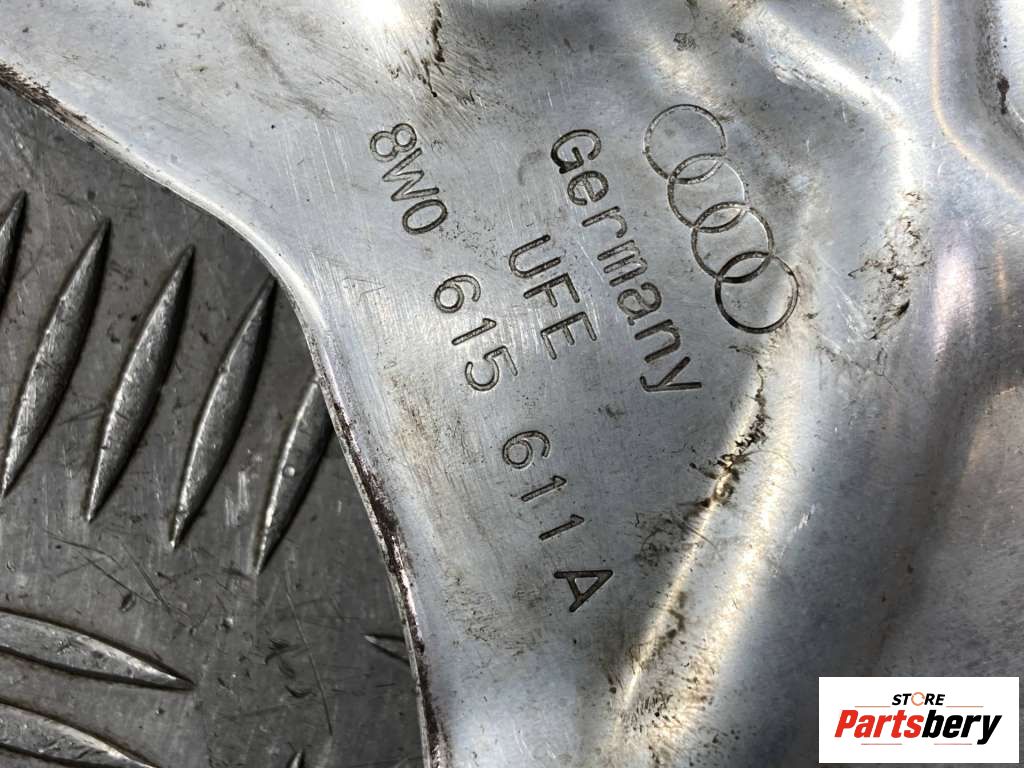 Germany
UFE
8W0 615 611 A
STORE
Partsbery